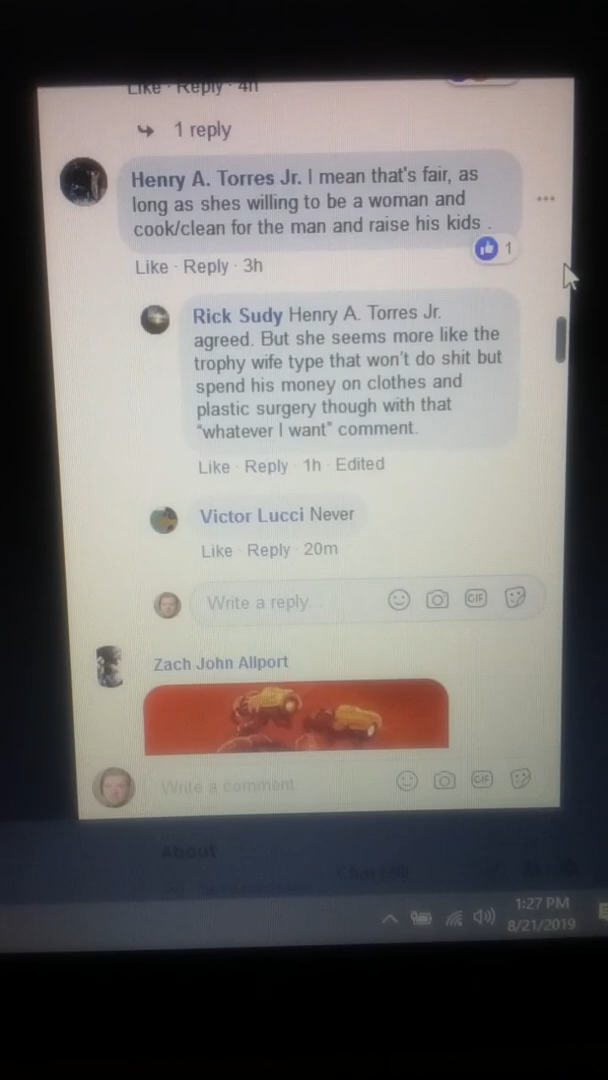 Like · Reply · 4h
1 reply
Henry A. Torres Jr. I mean that's fair, as
long as shes willing to be a woman and
cook/clean for the man and raise his kids .
1
Like · Reply · 3h
Rick Sudy Henry A. Torres Jr.
agreed. But she seems more like the
trophy wife type that won't do shit but
spend his money on clothes and
plastic surgery though with that
"whatever I want" comment.
Like · Reply · 1h · Edited
Victor Lucci Never
Like · Reply · 20m
Write a reply...
GIF
Zach John Allport
Write a comment...
GIF
About
1:27 PM
8/21/2019